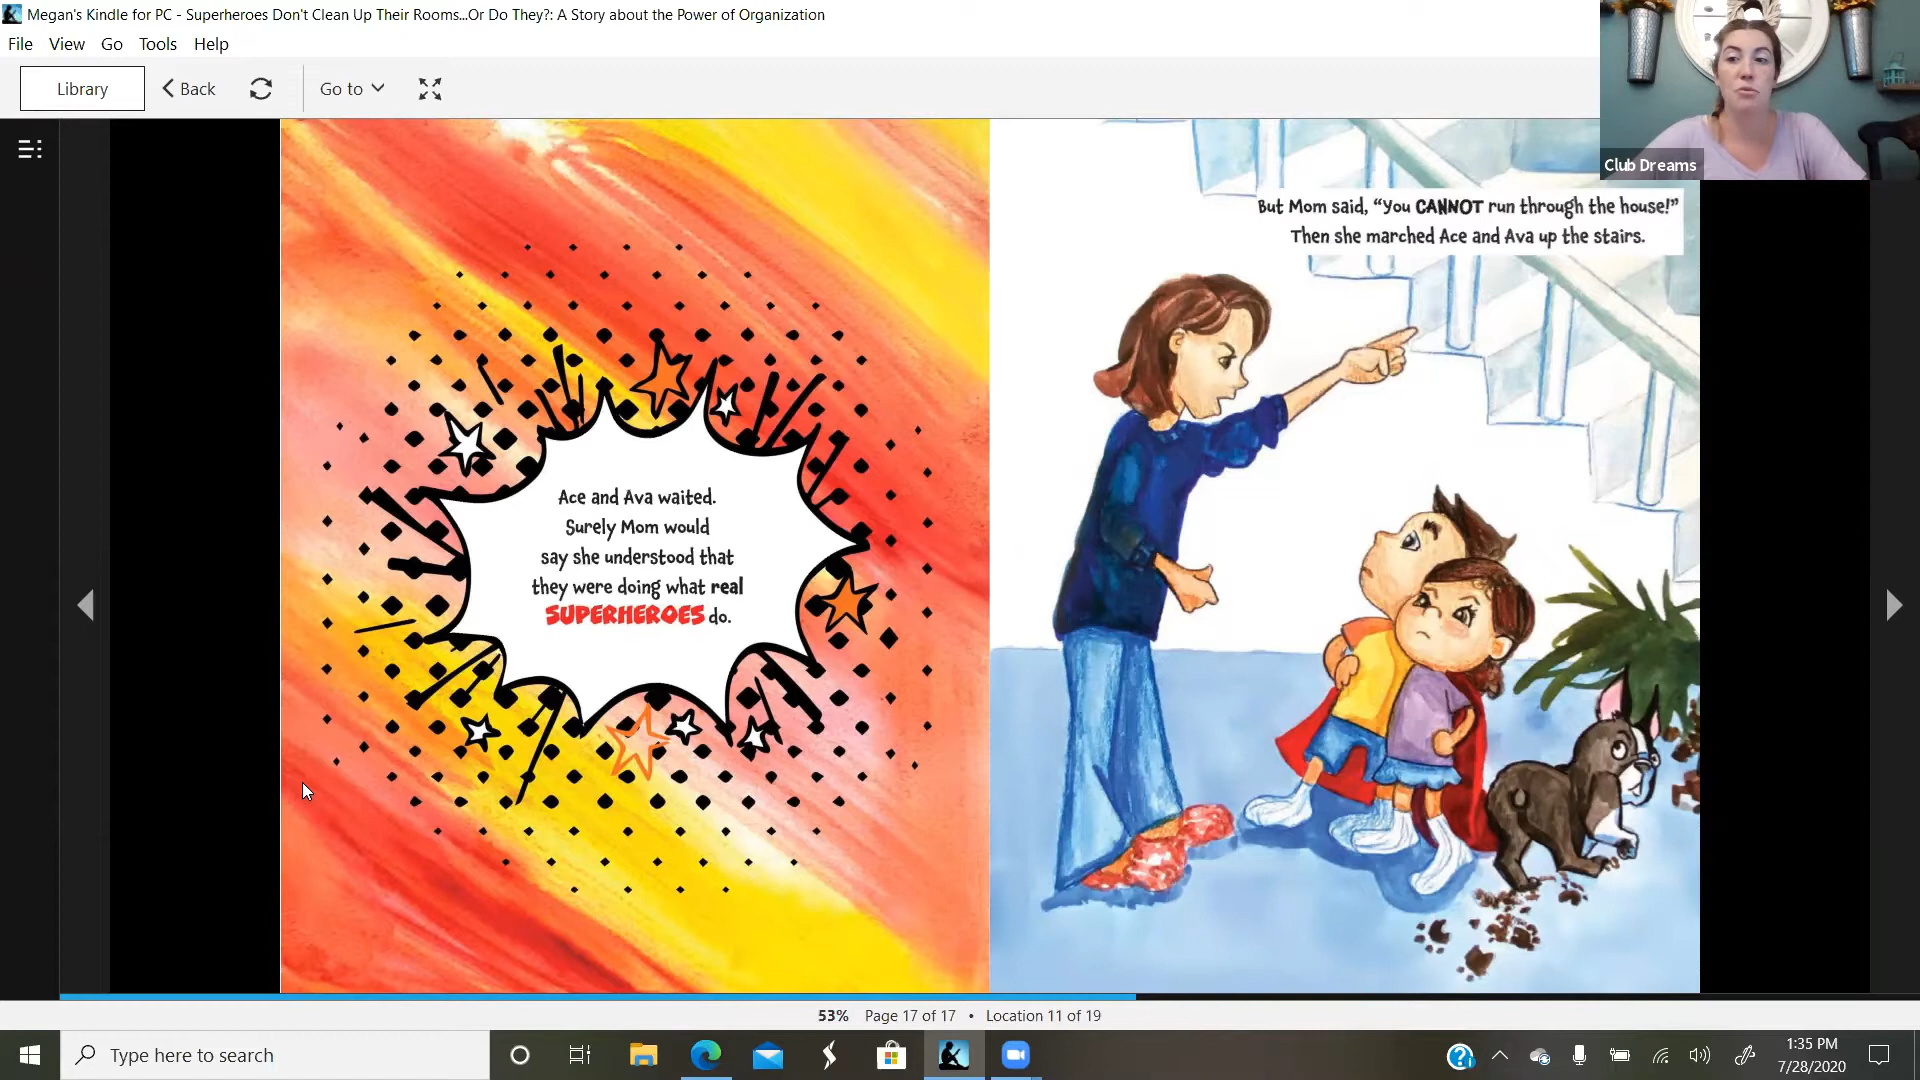 Megan's Kindle for PC - Superheroes Don't Clean Up Their Rooms...Or Do They?: A Story about the Power of Organization
File View Go Tools Help
Library Back Go to
Club Dreams
Ace and Ava waited.
Surely Mom would
say she understood that
they were doing what real
SUPERHEROES do.
But Mom said, “You CANNOT run through the house!”
Then she marched Ace and Ava up the stairs.
53% Page 17 of 17 • Location 11 of 19
Type here to search
1:35 PM
7/28/2020